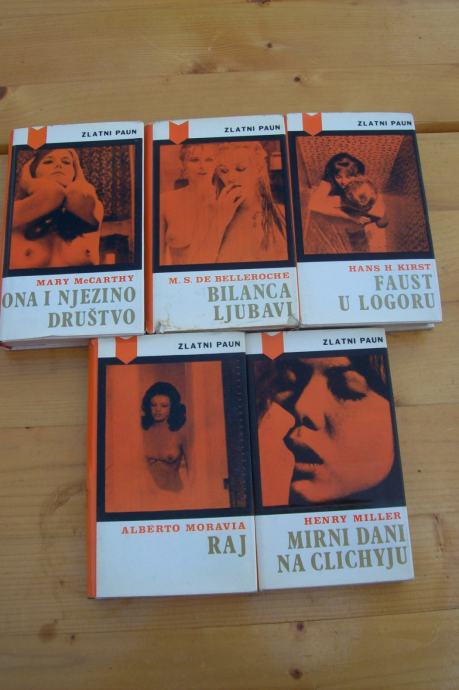 ZLATNI PAUN
MARY McCARTHY
ONA I NJEZINO
DRUŠTVO
ZLATNI PAUN
M. S. DE BELLEROCHE
BILANCA
LJUBAVI
ZLATNI PAUN
HANS H. KIRST
FAUST
U LOGORU
ZLATNI PAUN
ALBERTO MORAVIA
RAJ
ZLATNI PAUN
HENRY MILLER
MIRNI DANI
NA CLICHYJU